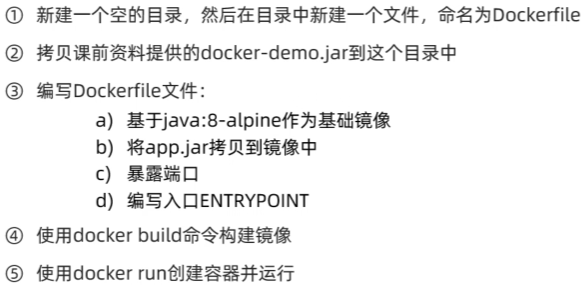 ① 新建一个空的目录，然后在目录中新建一个文件，命名为Dockerfile
② 拷贝课前资料提供的docker-demo.jar到这个目录中
③ 编写Dockerfile文件：
a) 基于java:8-alpine作为基础镜像
b) 将app.jar拷贝到镜像中
c) 暴露端口
d) 编写入口ENTRYPOINT
④ 使用docker build命令构建镜像
⑤ 使用docker run创建容器并运行